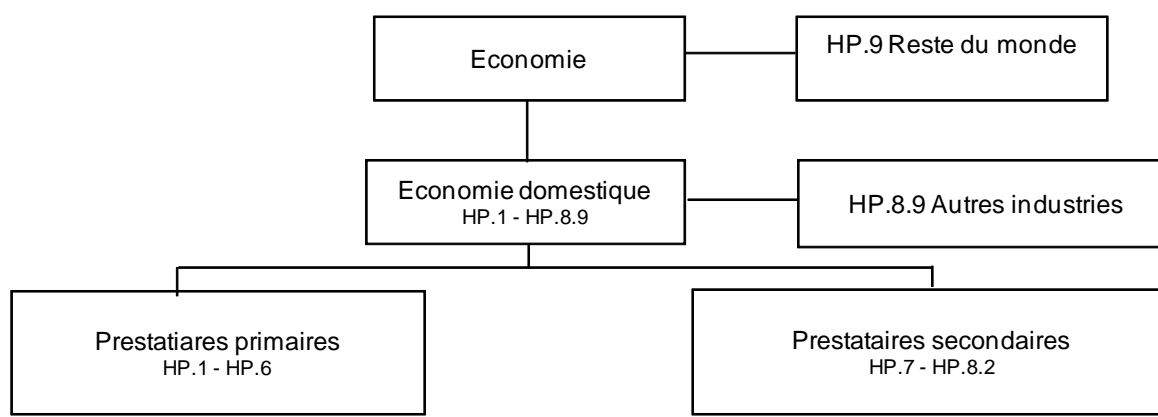 Economie
HP.9 Reste du monde
Economie domestique
HP.1 - HP.8.9
HP.8.9 Autres industries
Prestatiares primaires
HP.1 - HP.6
Prestataires secondaires
HP.7 - HP.8.2